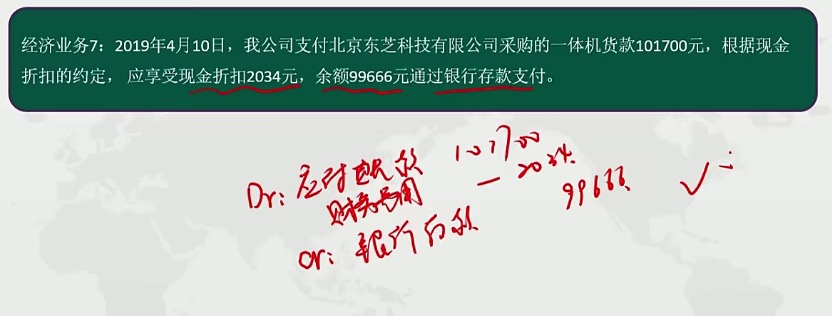 经济业务7：2019年4月10日，我公司支付北京东芝科技有限公司采购的一体机货款101700元，根据现金
折扣的约定， 应享受现金折扣2034元，余额99666元通过银行存款支付。
Dr: 应付账款 101700
财务费用 -2034
cr: 银行存款 99666